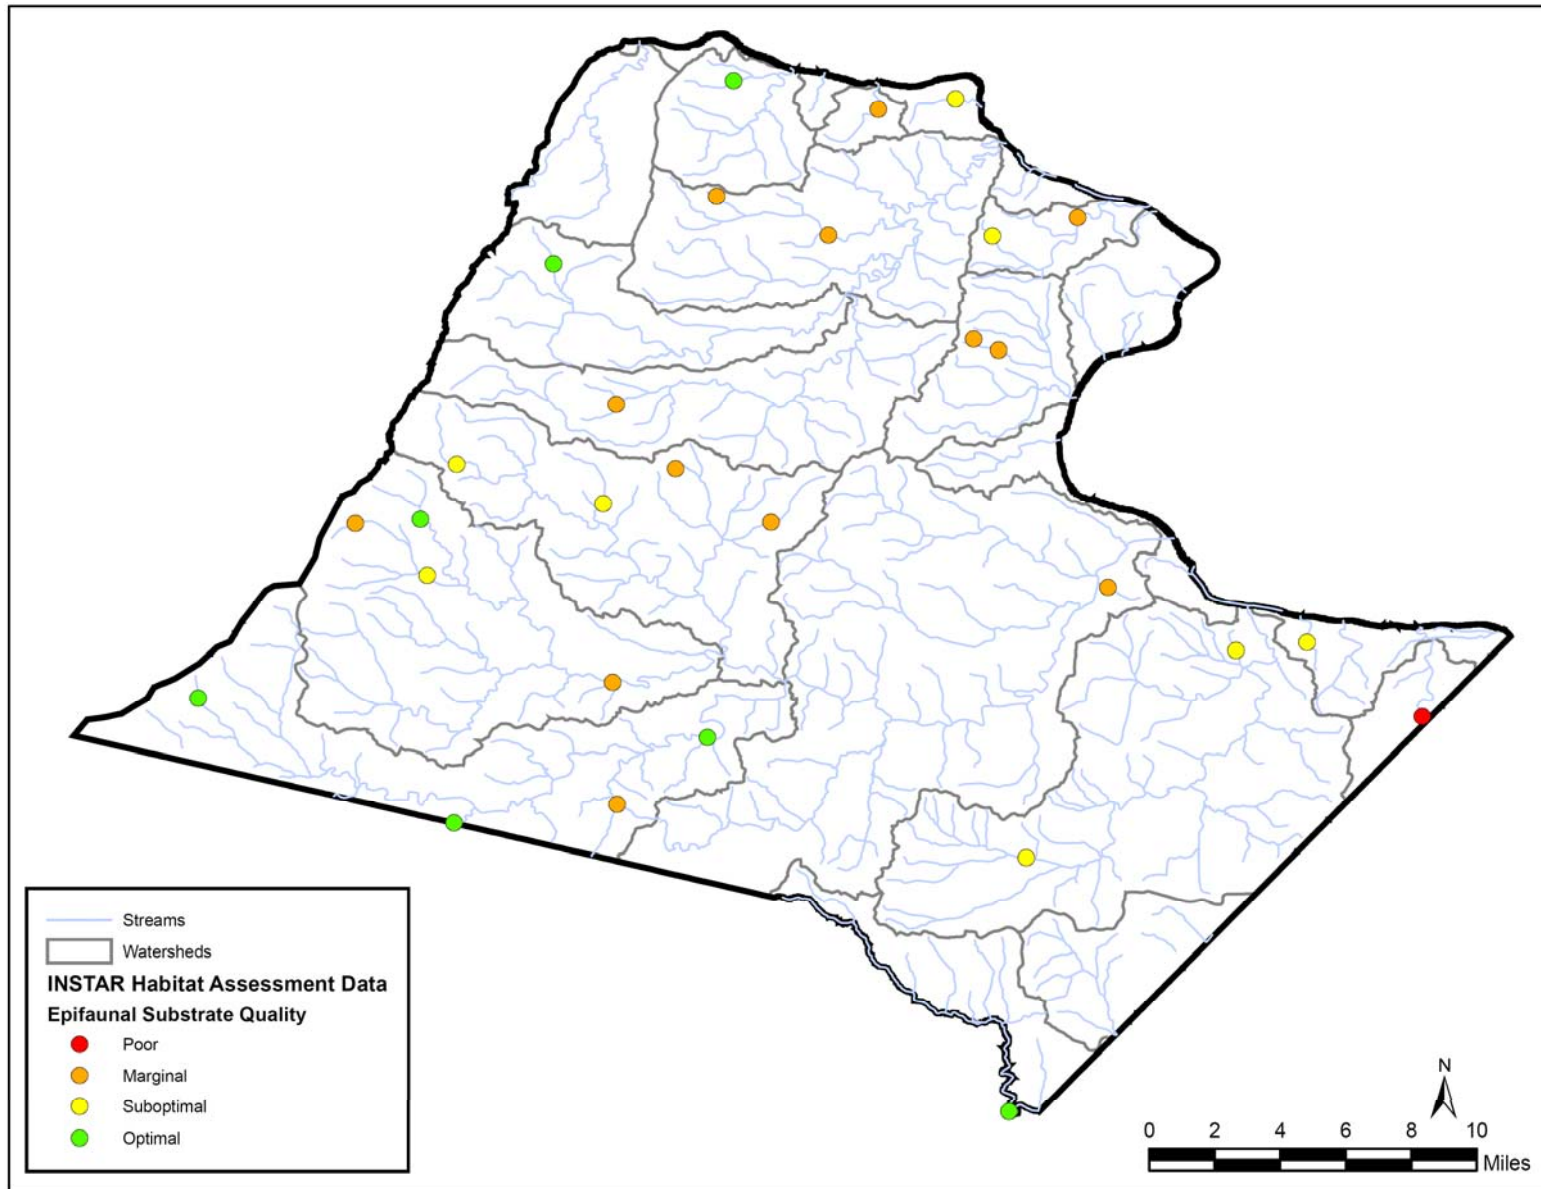 Streams
Watersheds
INSTAR Habitat Assessment Data
Epifaunal Substrate Quality
Poor
Marginal
Suboptimal
Optimal
N
0 2 4 6 8 10
Miles